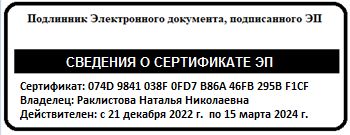 Подлинник Электронного документа, подписанного ЭП
СВЕДЕНИЯ О СЕРТИФИКАТЕ ЭП
Сертификат: 074D 9841 038F 0FD7 B86A 46FB 295B F1CF
Владелец: Раклистова Наталья Николаевна
Действителен: с 21 декабря 2022 г. по 15 марта 2024 г.